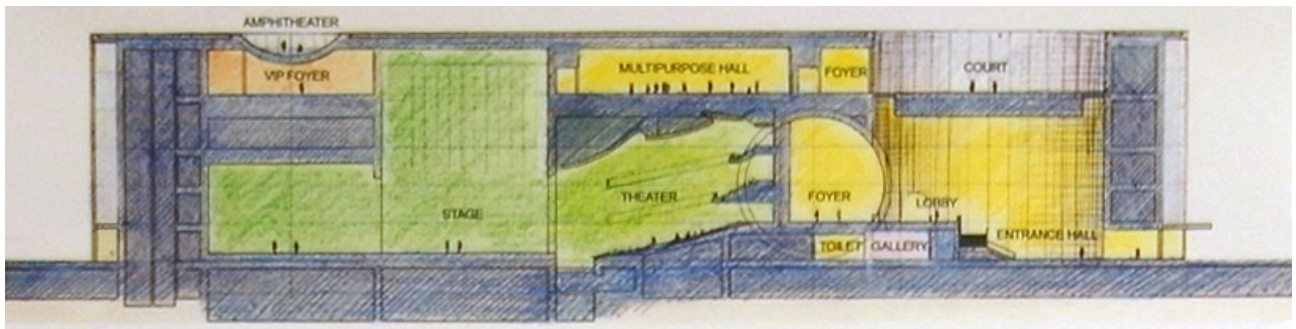 AMPHITHEATER
VIP FOYER
MULTIPURPOSE HALL
FOYER
COURT
STAGE
THEATER
FOYER
LOBBY
ENTRANCE HALL
TOILET
GALLERY